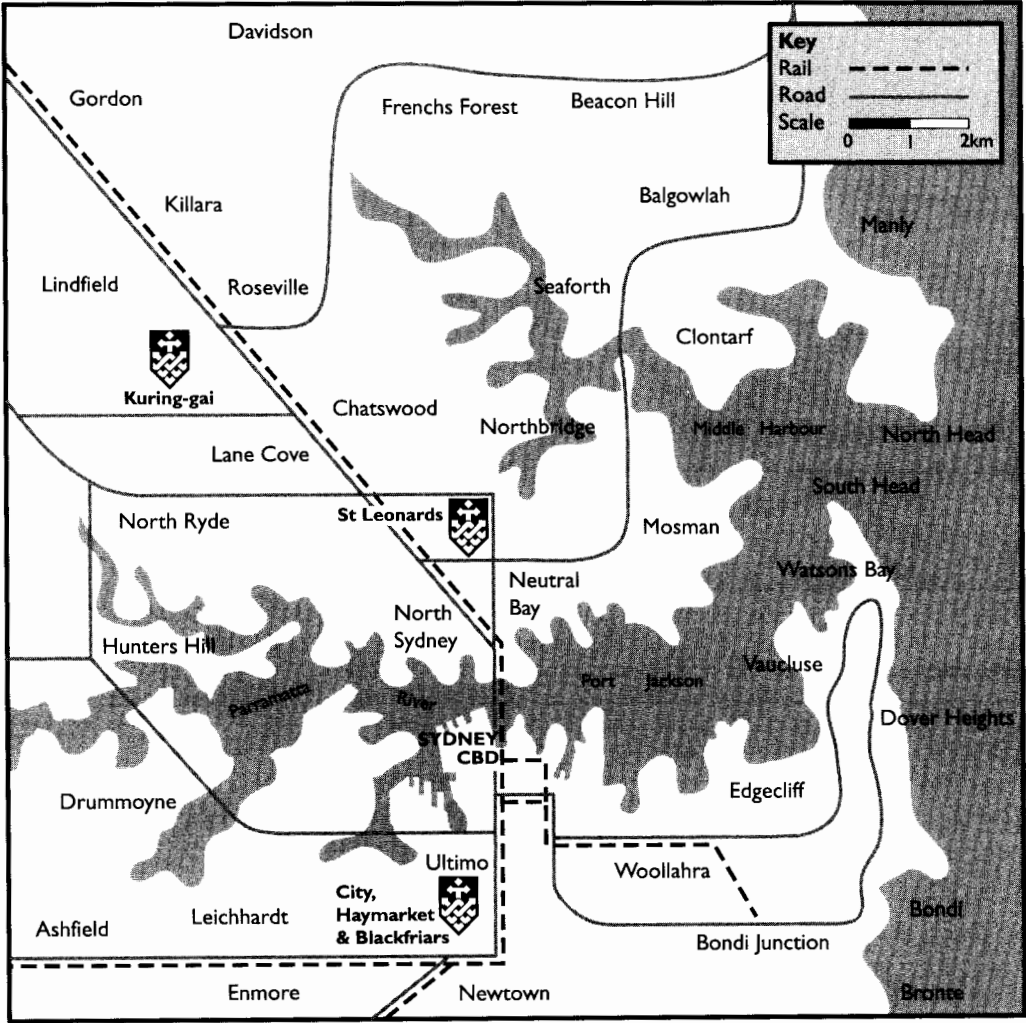 Davidson
Key
Rail
Road
Scale
0 1 2km
Gordon
Frenchs Forest
Beacon Hill
Killara
Balgowlah
Manly
Lindfield
Roseville
Seaforth
Clontarf
Kuring-gai
Chatswood
Northbridge
Middle Harbour
North Head
Lane Cove
South Head
North Ryde
St Leonards
Mosman
Watsons Bay
Neutral
Bay
North
Sydney
Hunters Hill
Vaucluse
Parramatta
River
Port Jackson
Dover Heights
SYDNEY
CBD
Drummoyne
Edgecliff
Ultimo
Woollahra
City,
Haymarket
& Blackfriars
Leichhardt
Ashfield
Bondi
Bondi Junction
Enmore
Newtown
Bronte